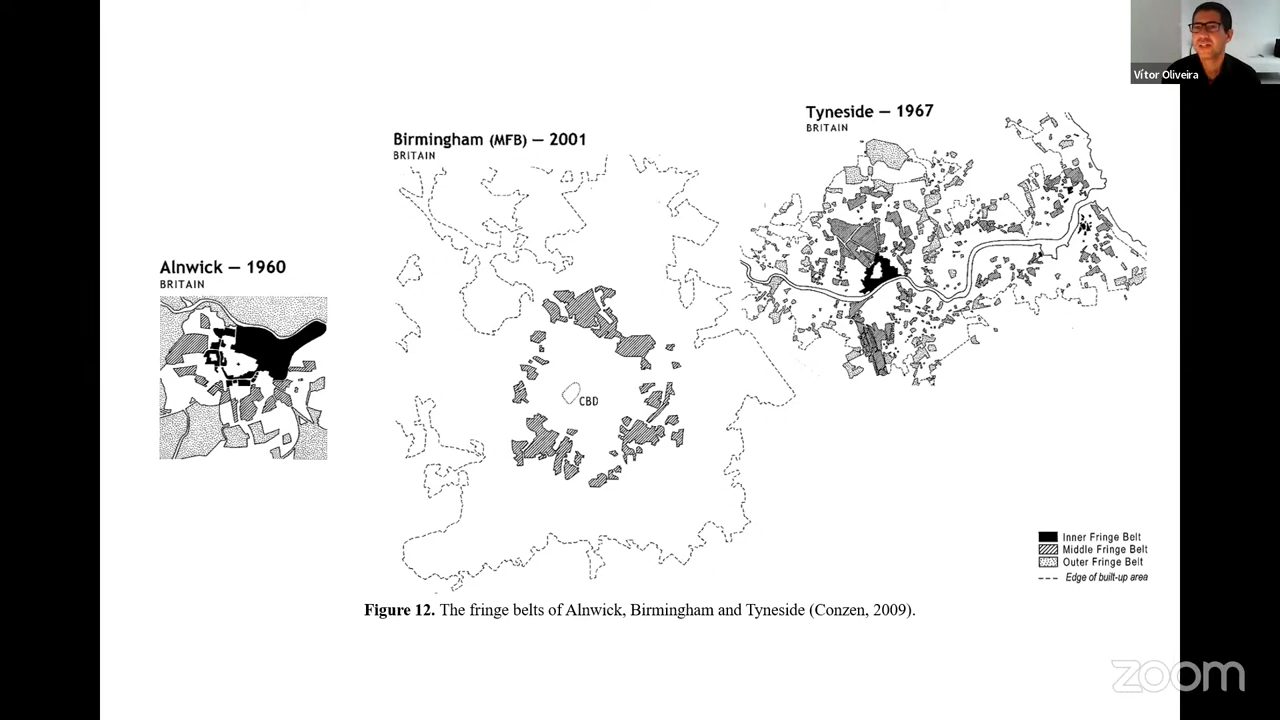 Vítor Oliveira
Tyneside — 1967
BRITAIN
Birmingham (MFB) — 2001
BRITAIN
Alnwick — 1960
BRITAIN
CBD
Inner Fringe Belt
Middle Fringe Belt
Outer Fringe Belt
Edge of built-up area
Figure 12. The fringe belts of Alnwick, Birmingham and Tyneside (Conzen, 2009).
zoom